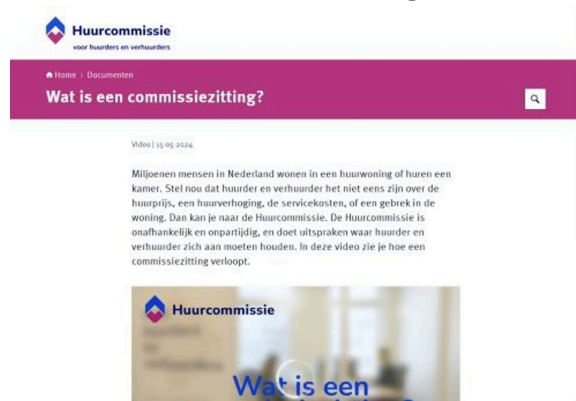 Huurcommissie
voor huurders en verhuurders
Home › Documenten
Wat is een commissiezitting?
Video | 15-05-2024
Miljoenen mensen in Nederland wonen in een huurwoning of huren een
kamer. Stel nou dat huurder en verhuurder het niet eens zijn over de
huurprijs, een huurverhoging, de servicekosten, of een gebrek in de
woning. Dan kan je naar de Huurcommissie. De Huurcommissie is
onafhankelijk en onpartijdig, en doet uitspraken waar huurder en
verhuurder zich aan moeten houden. In deze video zie je hoe een
commissiezitting verloopt.
Huurcommissie
Wat is een